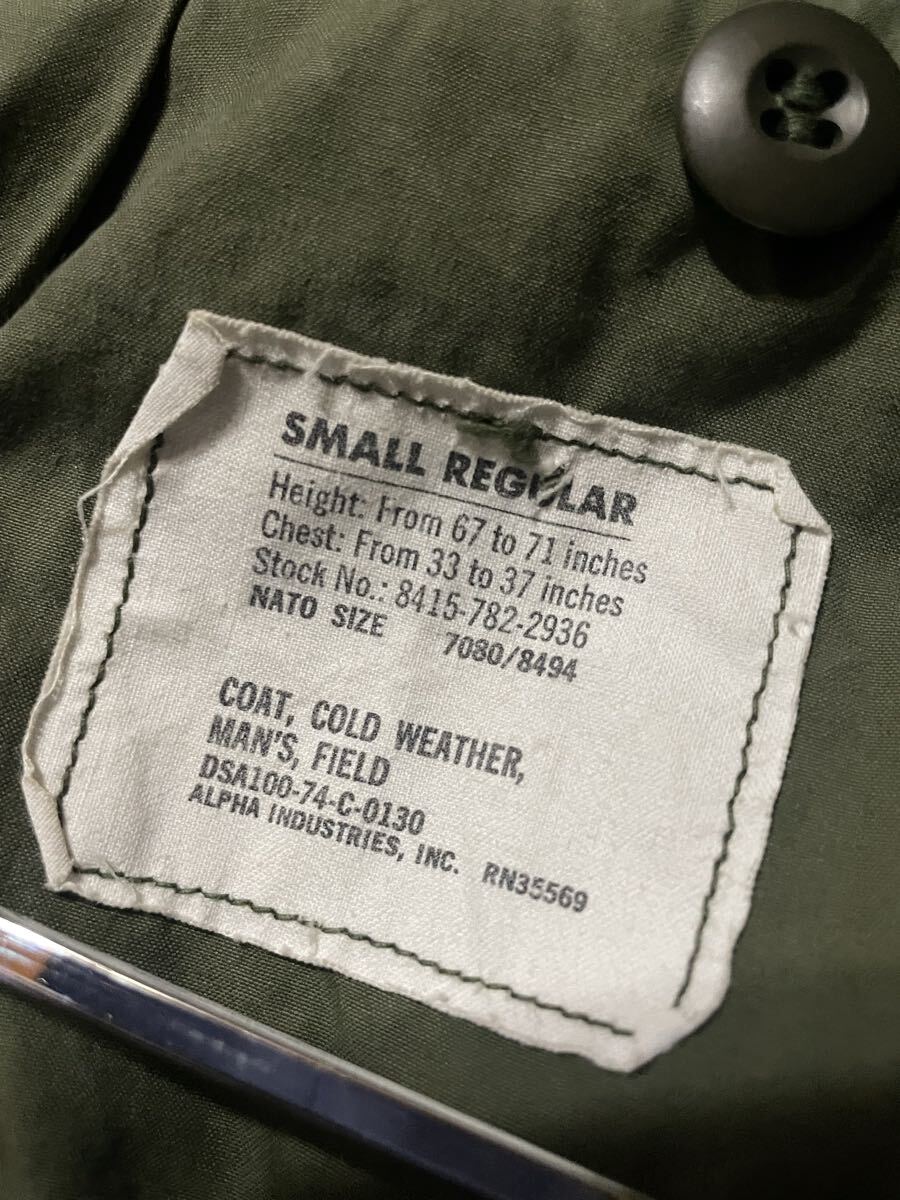 SMALL REGULAR
Height: From 67 to 71 inches
Chest: From 33 to 37 inches
Stock No.: 8415-782-2936
NATO SIZE 7080/8494
COAT, COLD WEATHER,
MAN'S, FIELD
DSA100-74-C-0130
ALPHA INDUSTRIES, INC. RN35569